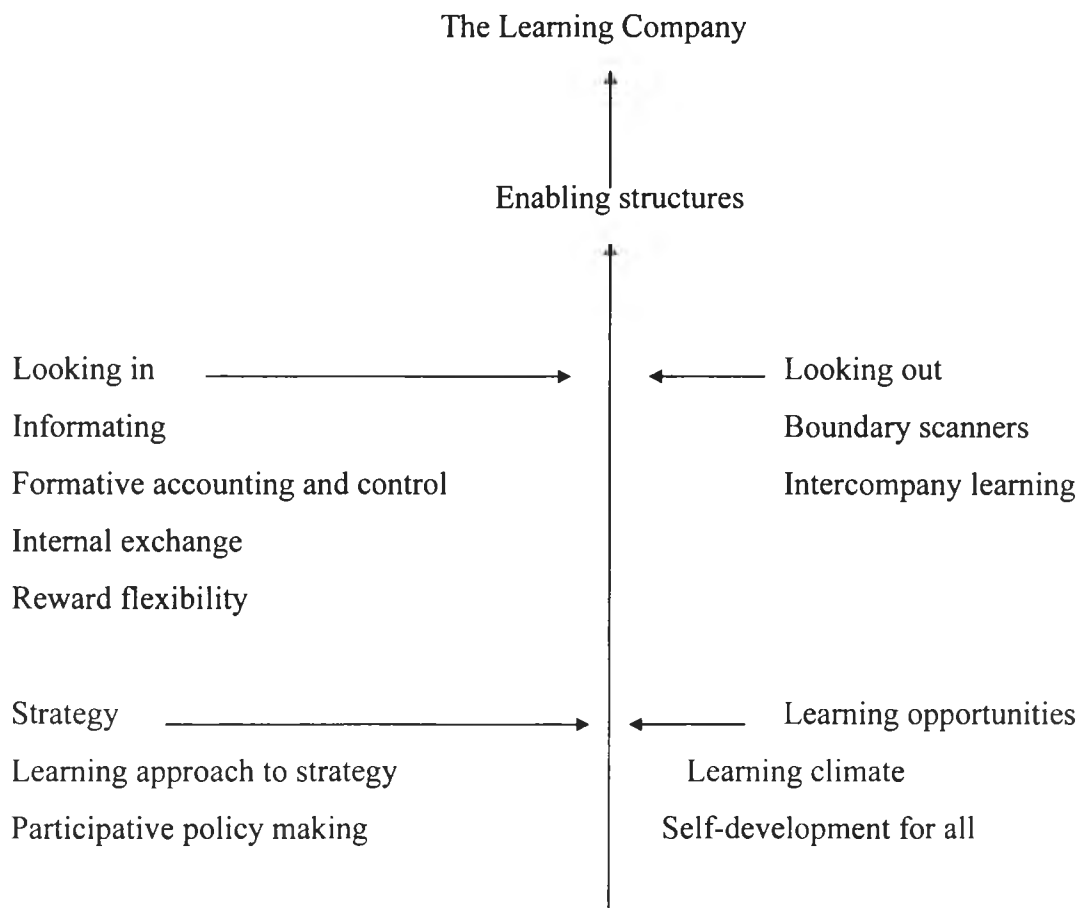 The Learning Company
Enabling structures
Looking in
Informating
Formative accounting and control
Internal exchange
Reward flexibility
Looking out
Boundary scanners
Intercompany learning
Strategy
Learning approach to strategy
Participative policy making
Learning opportunities
Learning climate
Self-development for all